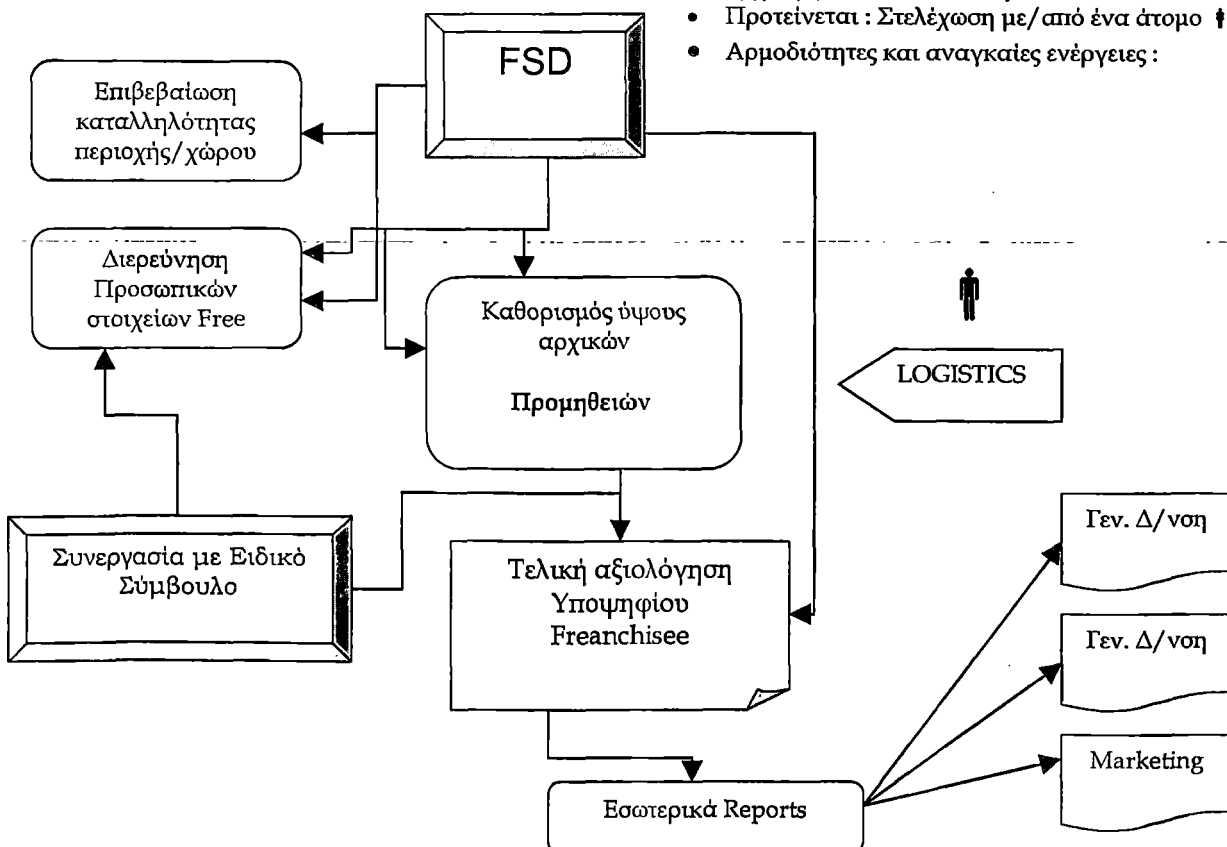 • Προτείνεται : Στελέχωση με/από ένα άτομο
• Αρμοδιότητες και αναγκαίες ενέργειες :
FSD
Επιβεβαίωση
καταλληλότητας
περιοχής/χώρου
Διερεύνηση
Προσωπικών
στοιχείων Free
Καθορισμός ύψους
αρχικών
Προμηθειών
LOGISTICS
Συνεργασία με Ειδικό
Σύμβουλο
Τελική αξιολόγηση
Υποψηφίου
Freanchisee
Γεν. Δ/νση
Γεν. Δ/νση
Marketing
Εσωτερικά Reports